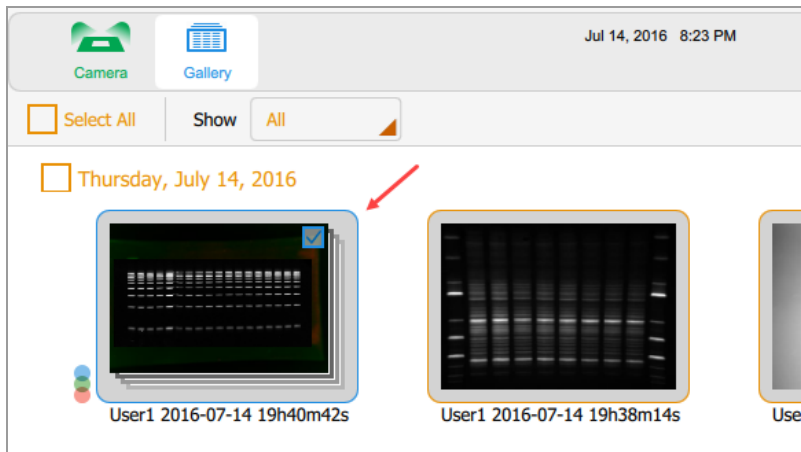 Jul 14, 2016 8:23 PM
Camera
Gallery
Select All
Show
All
Thursday, July 14, 2016
User1 2016-07-14 19h40m42s
User1 2016-07-14 19h38m14s
Use